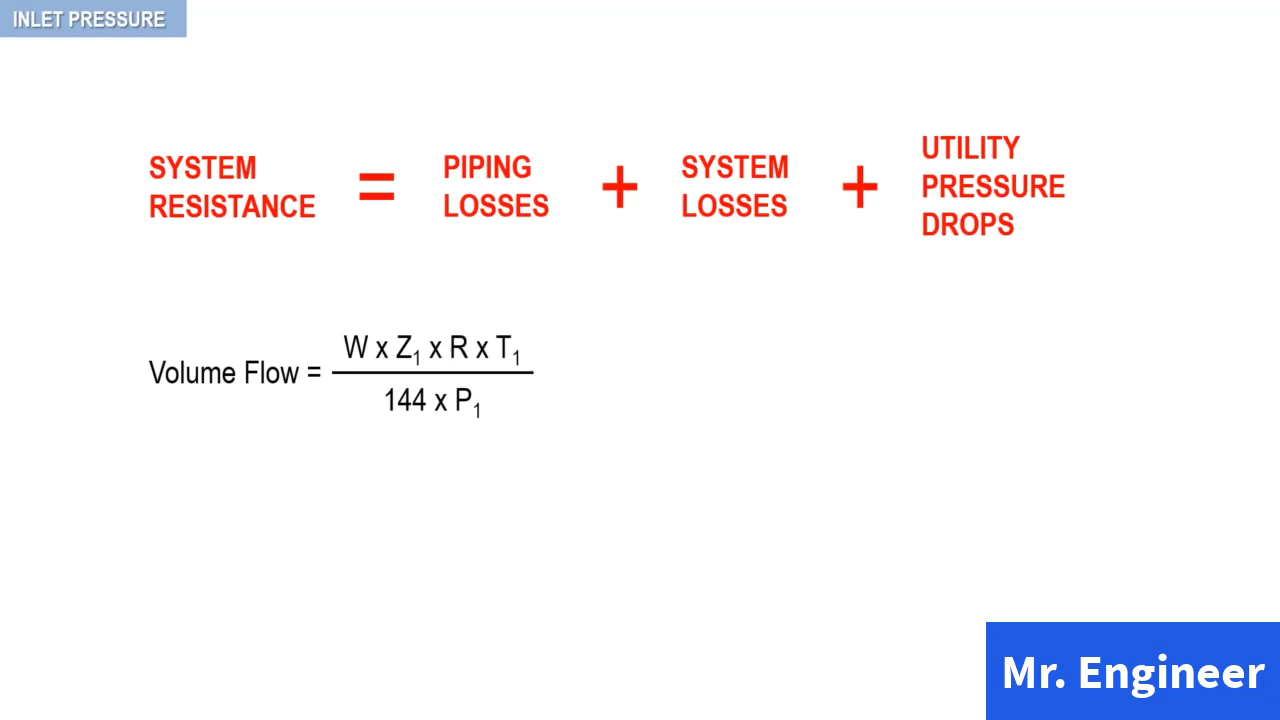 INLET PRESSURE
SYSTEM RESISTANCE = PIPING LOSSES + SYSTEM LOSSES + UTILITY PRESSURE DROPS
Volume Flow = W x Z₁ x R x T₁
144 x P₁
Mr. Engineer